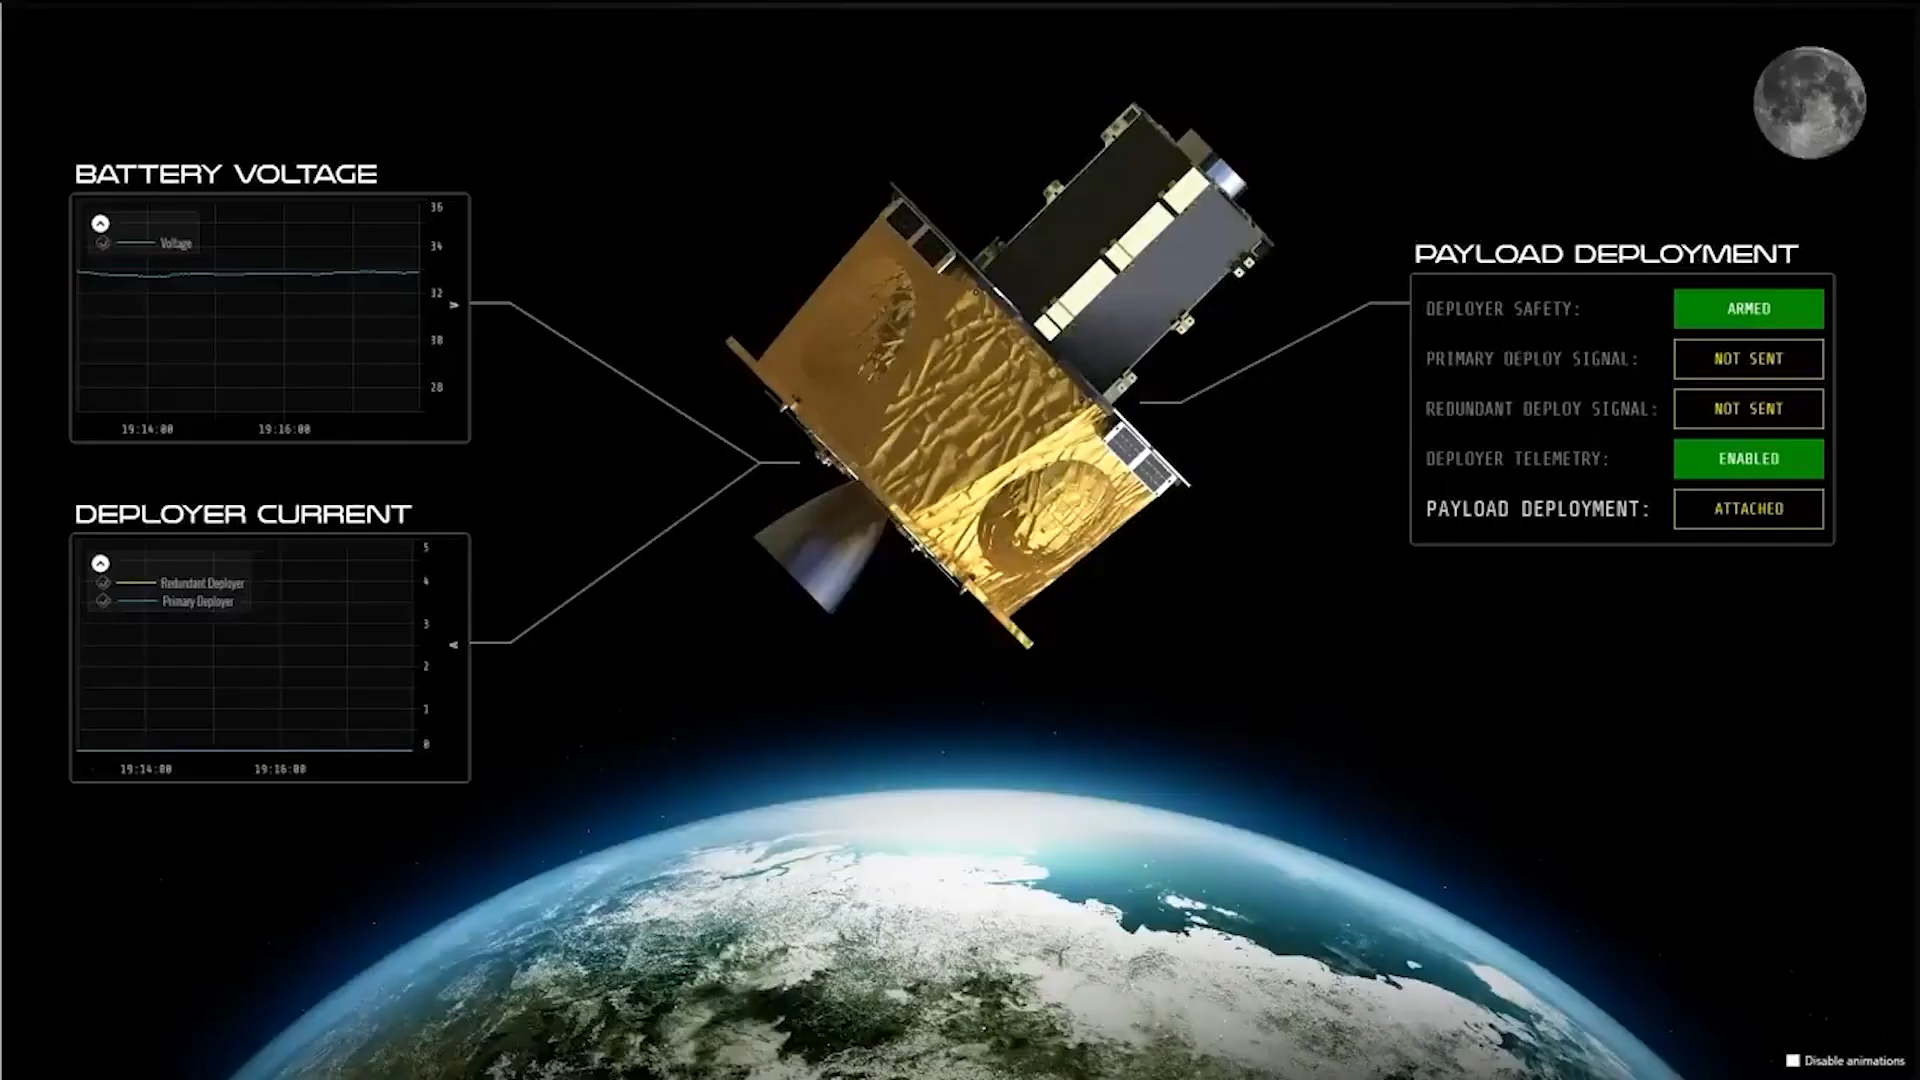 BATTERY VOLTAGE
Voltage
36
34
32
30
28
V
19:14:00 19:16:00
DEPLOYER CURRENT
Redundant Deployer
Primary Deployer
5
4
3
2
1
0
A
19:14:00 19:16:00
PAYLOAD DEPLOYMENT
DEPLOYER SAFETY: ARMED
PRIMARY DEPLOY SIGNAL: NOT SENT
REDUNDANT DEPLOY SIGNAL: NOT SENT
DEPLOYER TELEMETRY: ENABLED
PAYLOAD DEPLOYMENT: ATTACHED
Disable animations